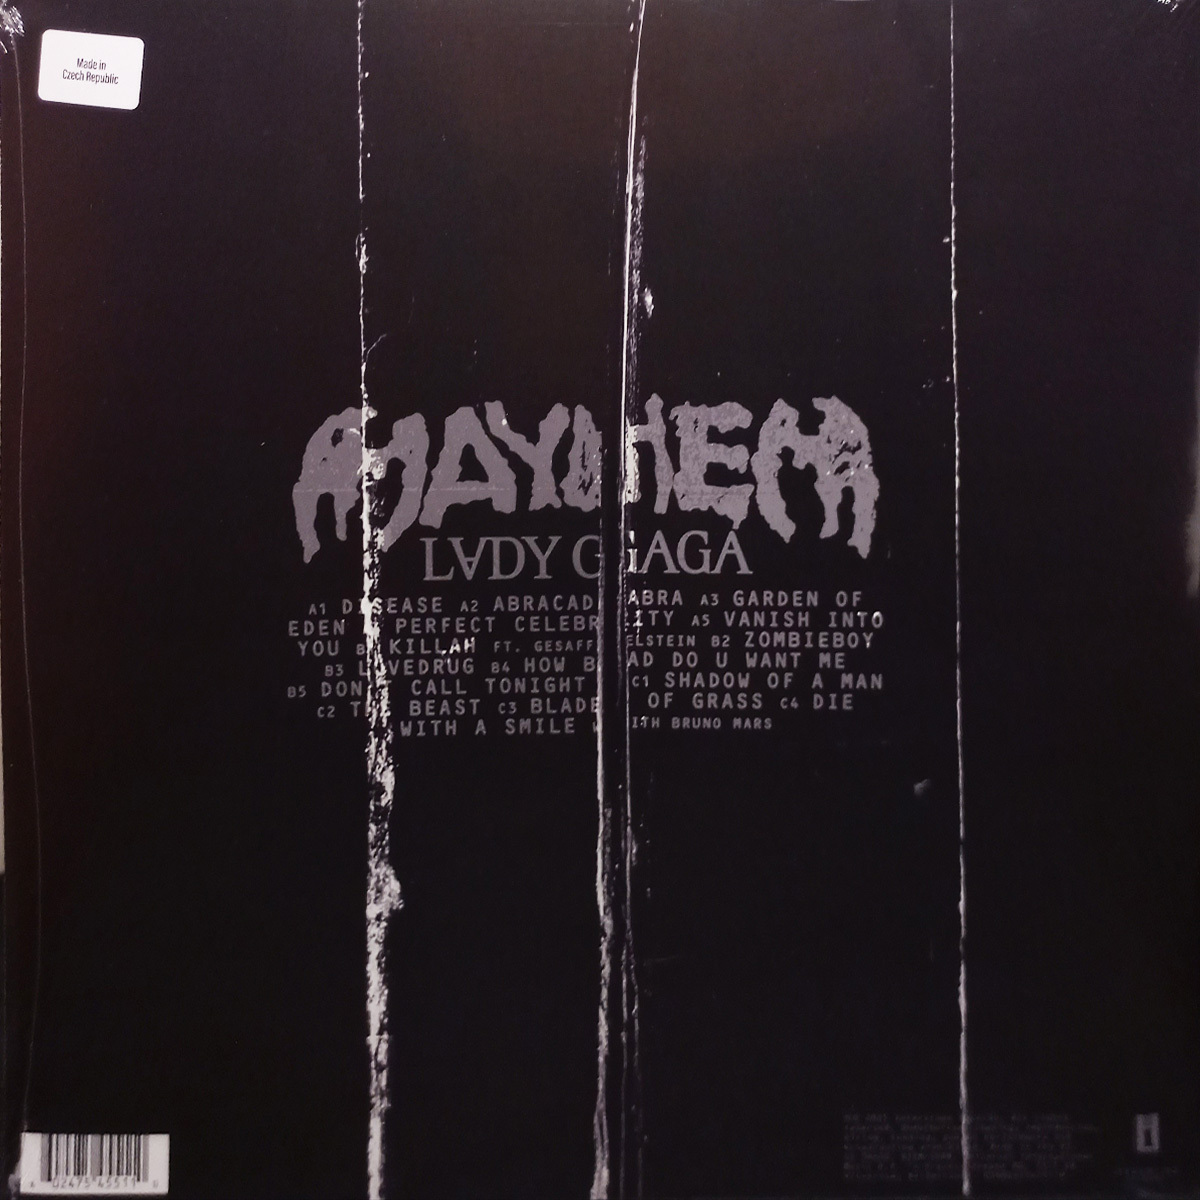 Made in
Czech Republic
MAYHEM
LADY GAGA
A1 DISEASE A2 ABRACADABRA A3 GARDEN OF
EDEN PERFECT CELEBRITY A5 VANISH INTO
YOU KILLAH FT. GESAFFELSTEIN B2 ZOMBIEBOY
B3 LOVEDRUG B4 HOW BAD DO U WANT ME
B5 DON'T CALL TONIGHT C1 SHADOW OF A MAN
C2 THE BEAST C3 BLADE OF GRASS C4 DIE
WITH A SMILE WITH BRUNO MARS